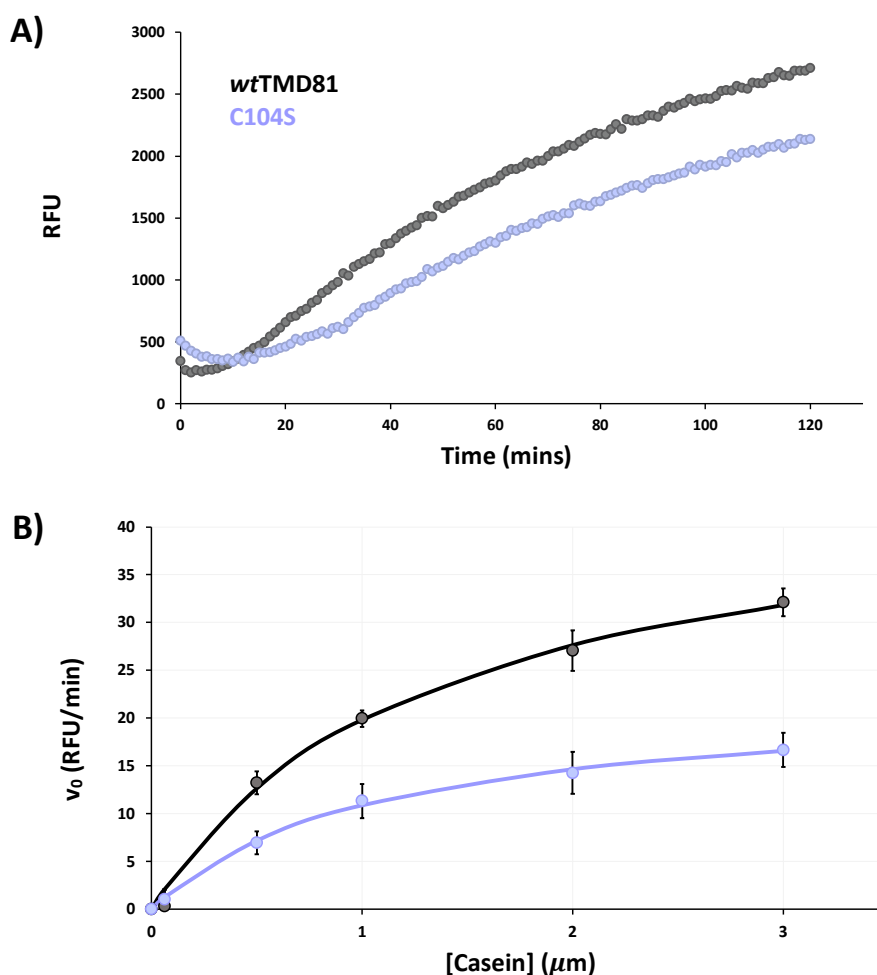 A)
3000
2500
2000
1500
1000
500
0
RFU
wtTMD81
C104S
0 20 40 60 80 100 120
Time (mins)
B)
40
35
30
25
20
15
10
5
0
v₀ (RFU/min)
0 1 2 3
[Casein] (μm)